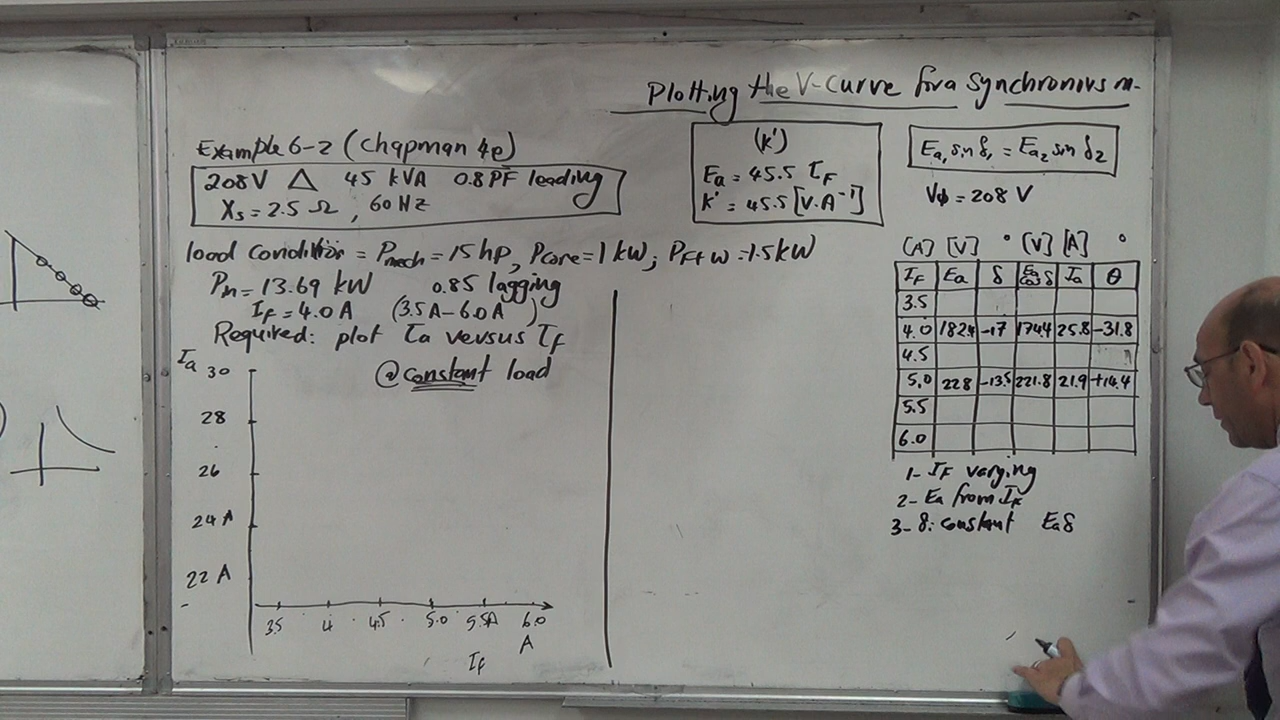 Plotting the V-Curve for a Synchronius m.
Example 6-2 (Chapman 4e)
208V Δ 45 kVA 0.8 PF leading
Xs = 2.5 Ω , 60 Hz
(K')
Ea = 45.5 IF
K' = 45.5 [V.A⁻¹]
Ea₁ sin δ₁ = Ea₂ sin δ₂
Vφ = 208 V
load condition = Pmech = 15 hp, Pcore = 1 kW, PF+W = 1.5 kW
Pin = 13.69 kW 0.85 lagging
IF = 4.0 A (3.5A-6.0A)
Required: plot Ia versus IF
@ constant load
Ia
30
28
26
24 A
22 A
3.5 4 4.5 5.0 5.5A 6.0
A
If
[A] [V] ° [V] [A] °
IF Ea δ Ea cos δ Ia θ
3.5
4.0 182.4 -17 174.4 25.8 -31.8
4.5
5.0 228 -13.5 221.8 21.9 +14.4
5.5
6.0
1- IF varying
2- Ea from IF
3- δ: constant Ea δ